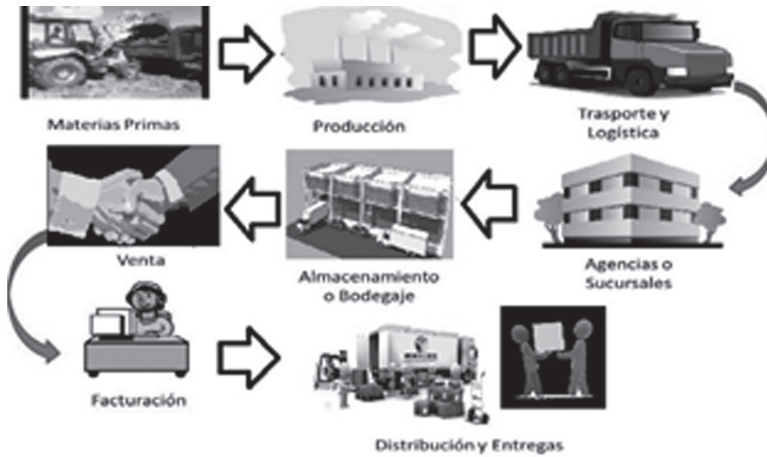 Materias Primas
Producción
Trasporte y
Logística
Agencias o
Sucursales
Almacenamiento
o Bodegaje
Venta
Facturación
Distribución y Entregas